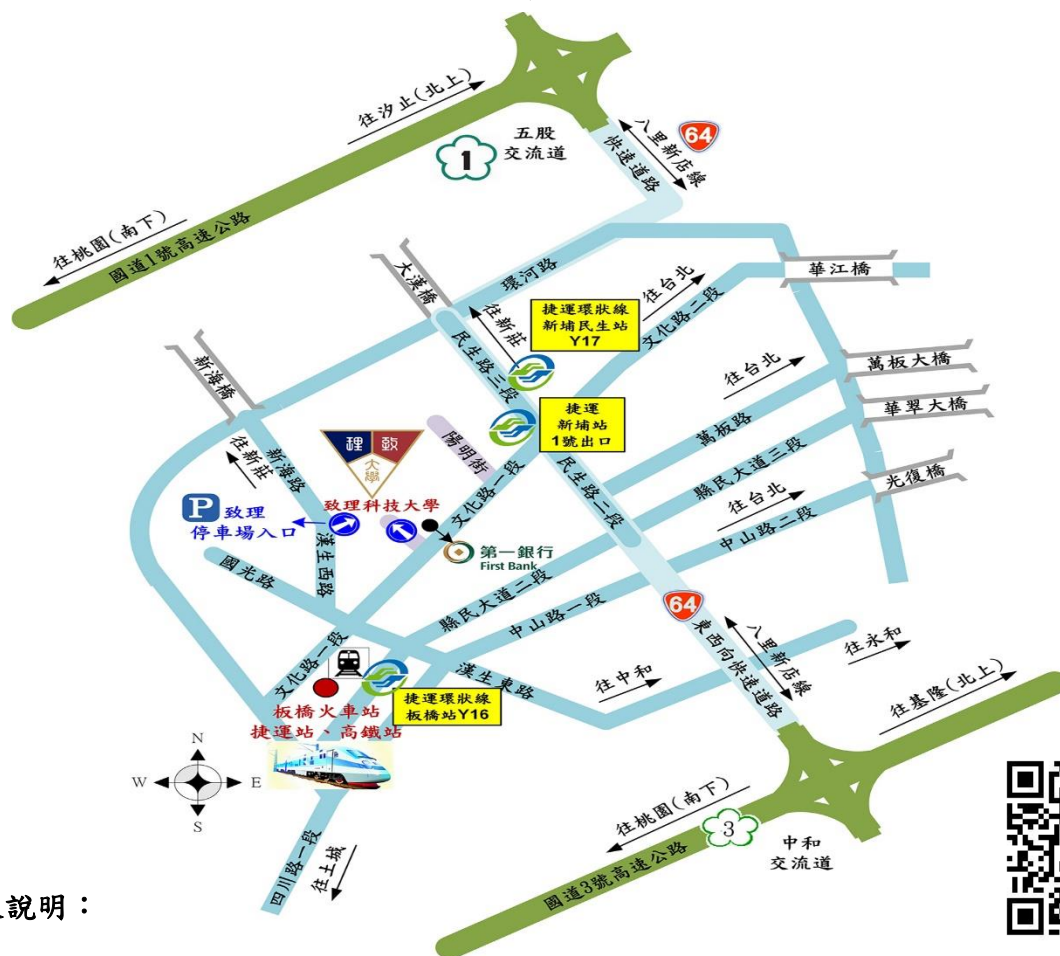 往汐止(北上)
五股
交流道
1
八里新店線
64
快速道路
往桃園(南下)
國道1號高速公路
環河路
大漢橋
往台北
文化路二段
華江橋
往新莊
捷運環狀線
新埔民生站
Y17
民生路三段
新海橋
往台北
萬板大橋
捷運
新埔站
1號出口
華翠大橋
萬板路
陽明街
縣民大道三段
往新莊
新海路
理
致
大學
文化路一段
民生路二段
往台北
光復橋
P 致理
停車場入口
致理科技大學
中山路二段
漢生西路
第一銀行
First Bank
國光路
縣民大道二段
中山路一段
64
八里新店線
東西向快速道路
往永和
文化路一段
漢生東路
往中和
捷運環狀線
板橋站Y16
板橋火車站
捷運站、高鐵站
往基隆(北上)
N
W
E
S
往桃園(南下)
3
中和
交流道
國道3號高速公路
四川路一段
往土城
說明：